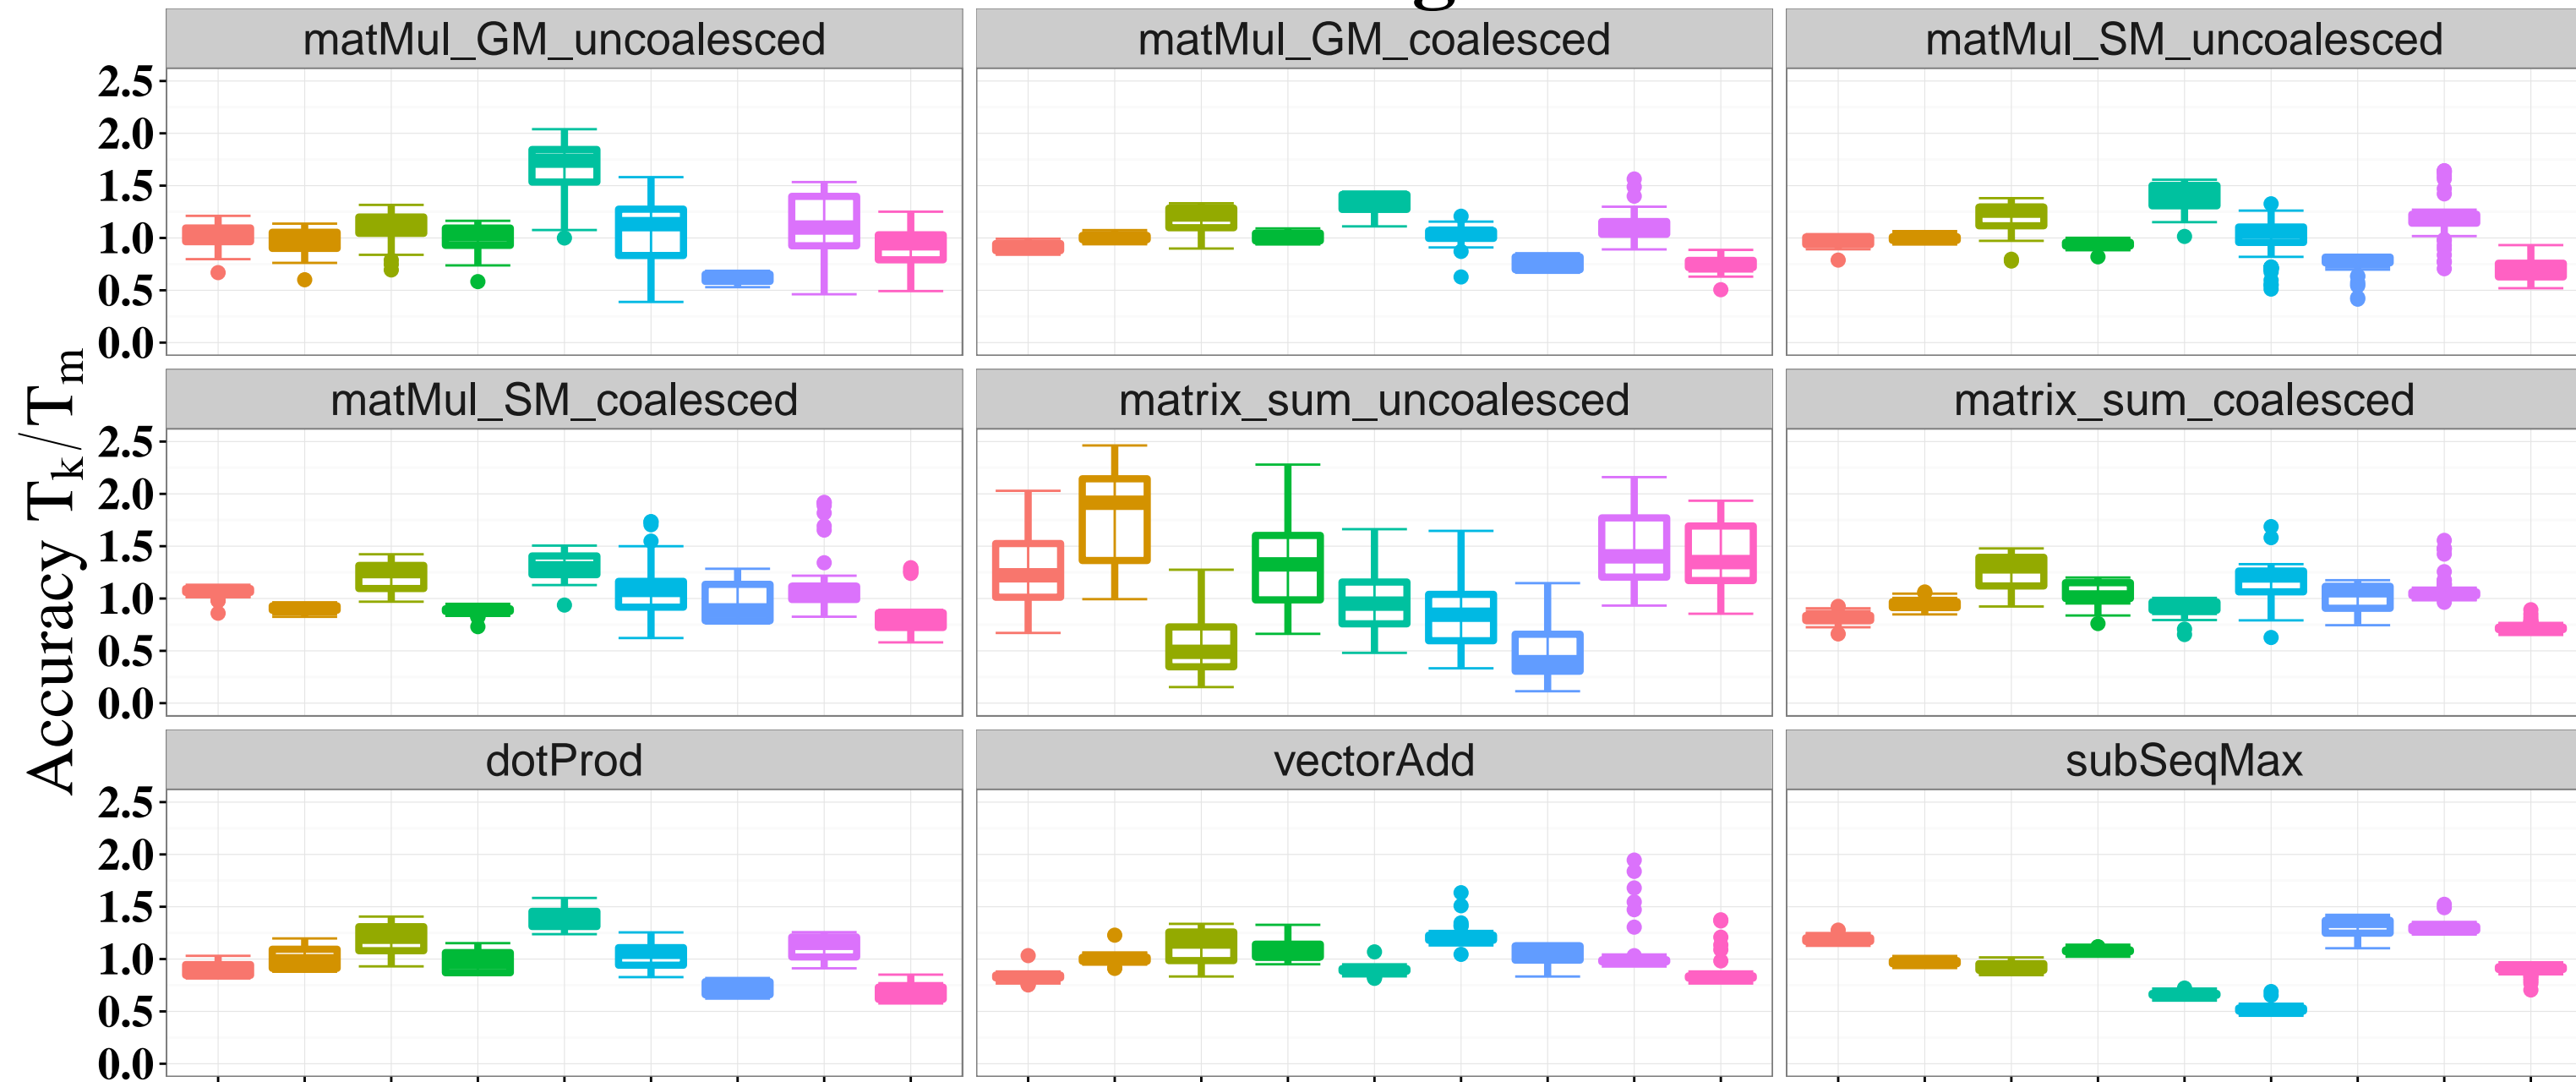 matMul_GM_uncoalesced
matMul_GM_coalesced
matMul_SM_uncoalesced
2.5
2.0
1.5
1.0
0.5
0.0
Accuracy Tk/Tm
matMul_SM_coalesced
matrix_sum_uncoalesced
matrix_sum_coalesced
2.5
2.0
1.5
1.0
0.5
0.0
dotProd
vectorAdd
subSeqMax
2.5
2.0
1.5
1.0
0.5
0.0